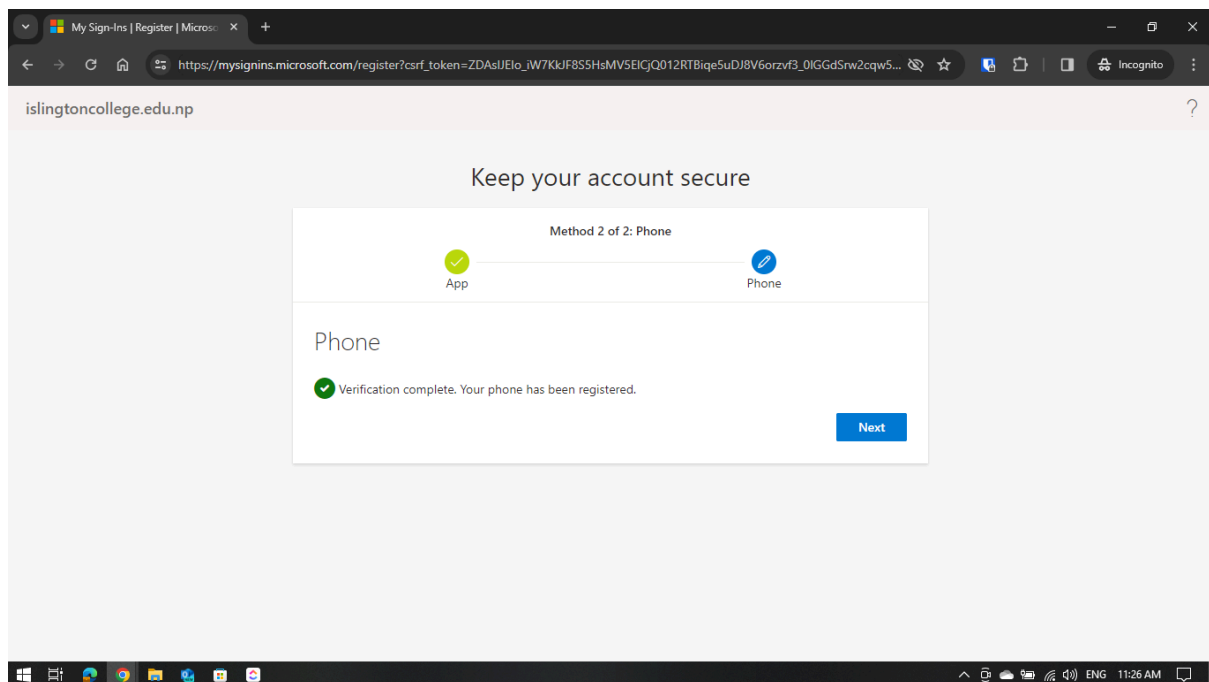 My Sign-Ins | Register | Microso
https://mysignins.microsoft.com/register?csrf_token=
Incognito
islingtoncollege.edu.np
?
Keep your account secure
Method 2 of 2: Phone
App
Phone
Phone
Verification complete. Your phone has been registered.
Next
ENG
11:26 AM